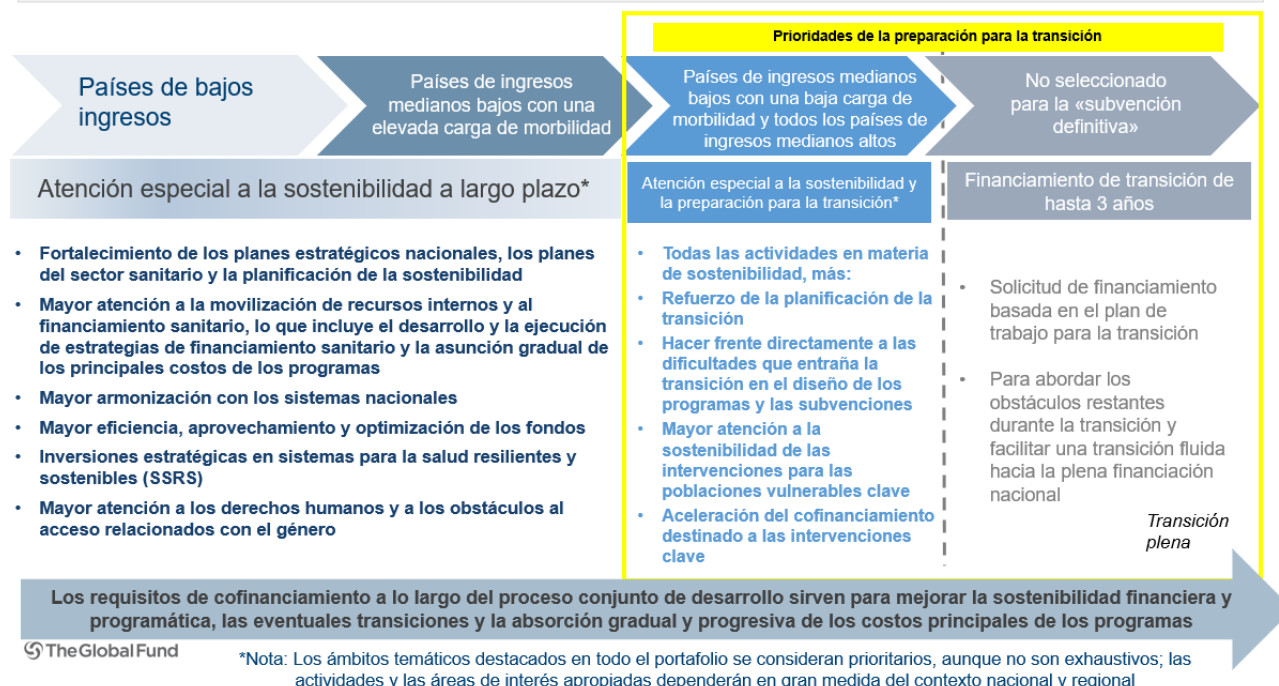 Prioridades de la preparación para la transición
Países de bajos
ingresos
Países de ingresos
medianos bajos con una
elevada carga de morbilidad
Países de ingresos medianos
bajos con una baja carga de
morbilidad y todos los países de
ingresos medianos altos
No seleccionado
para la «subvención
definitiva»
Atención especial a la sostenibilidad a largo plazo*
Atención especial a la sostenibilidad y
la preparación para la transición*
Financiamiento de transición de
hasta 3 años
• Fortalecimiento de los planes estratégicos nacionales, los planes
del sector sanitario y la planificación de la sostenibilidad
• Mayor atención a la movilización de recursos internos y al
financiamiento sanitario, lo que incluye el desarrollo y la ejecución
de estrategias de financiamiento sanitario y la asunción gradual de
los principales costos de los programas
• Mayor armonización con los sistemas nacionales
• Mayor eficiencia, aprovechamiento y optimización de los fondos
• Inversiones estratégicas en sistemas para la salud resilientes y
sostenibles (SSRS)
• Mayor atención a los derechos humanos y a los obstáculos al
acceso relacionados con el género
• Todas las actividades en materia
de sostenibilidad, más:
• Refuerzo de la planificación de la
transición
• Hacer frente directamente a las
dificultades que entraña la
transición en el diseño de los
programas y las subvenciones
• Mayor atención a la
sostenibilidad de las
intervenciones para las
poblaciones vulnerables clave
• Aceleración del cofinanciamiento
destinado a las intervenciones
clave
• Solicitud de financiamiento
basada en el plan de
trabajo para la transición
• Para abordar los
obstáculos restantes
durante la transición y
facilitar una transición fluida
hacia la plena financiación
nacional
Transición
plena
Los requisitos de cofinanciamiento a lo largo del proceso conjunto de desarrollo sirven para mejorar la sostenibilidad financiera y
programática, las eventuales transiciones y la absorción gradual y progresiva de los costos principales de los programas
TheGlobalFund
*Nota: Los ámbitos temáticos destacados en todo el portafolio se consideran prioritarios, aunque no son exhaustivos; las
actividades y las áreas de interés apropiadas dependerán en gran medida del contexto nacional y regional